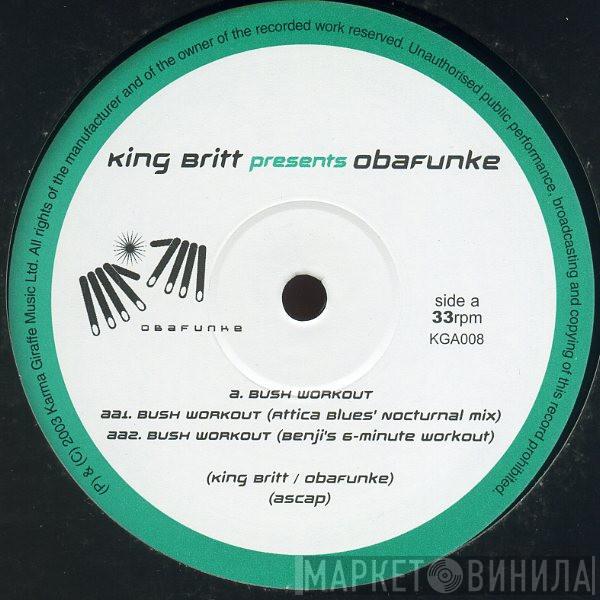 (P) & (C) 2003 Karma Giraffe Music Ltd. All rights of the manufacturer and of the owner of the recorded work reserved. Unauthorised public performance, broadcasting and copying of this record prohibited.
King Britt presents Obafunke
OBAFUNKE
side a
33rpm
KGA008
A. Bush Workout
AA1. Bush Workout (Attica Blues' Nocturnal Mix)
AA2. Bush Workout (Benji's 6-Minute Workout)
(King Britt / Obafunke)
(ASCAP)
МАРКЕТ ВИНИЛА